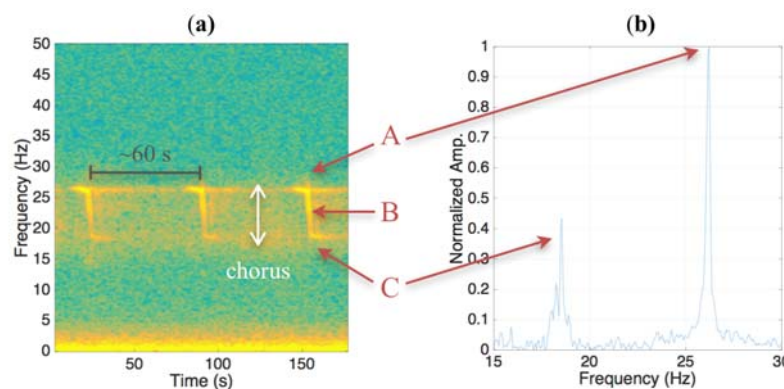 (a)
50
45
40
35
30
25
20
15
10
5
0
Frequency (Hz)
~60 s
chorus
50 100 150
Time (s)
A
B
C
(b)
1
0.9
0.8
0.7
0.6
0.5
0.4
0.3
0.2
0.1
Normalized Amp.
15 20 25 30
Frequency (Hz)